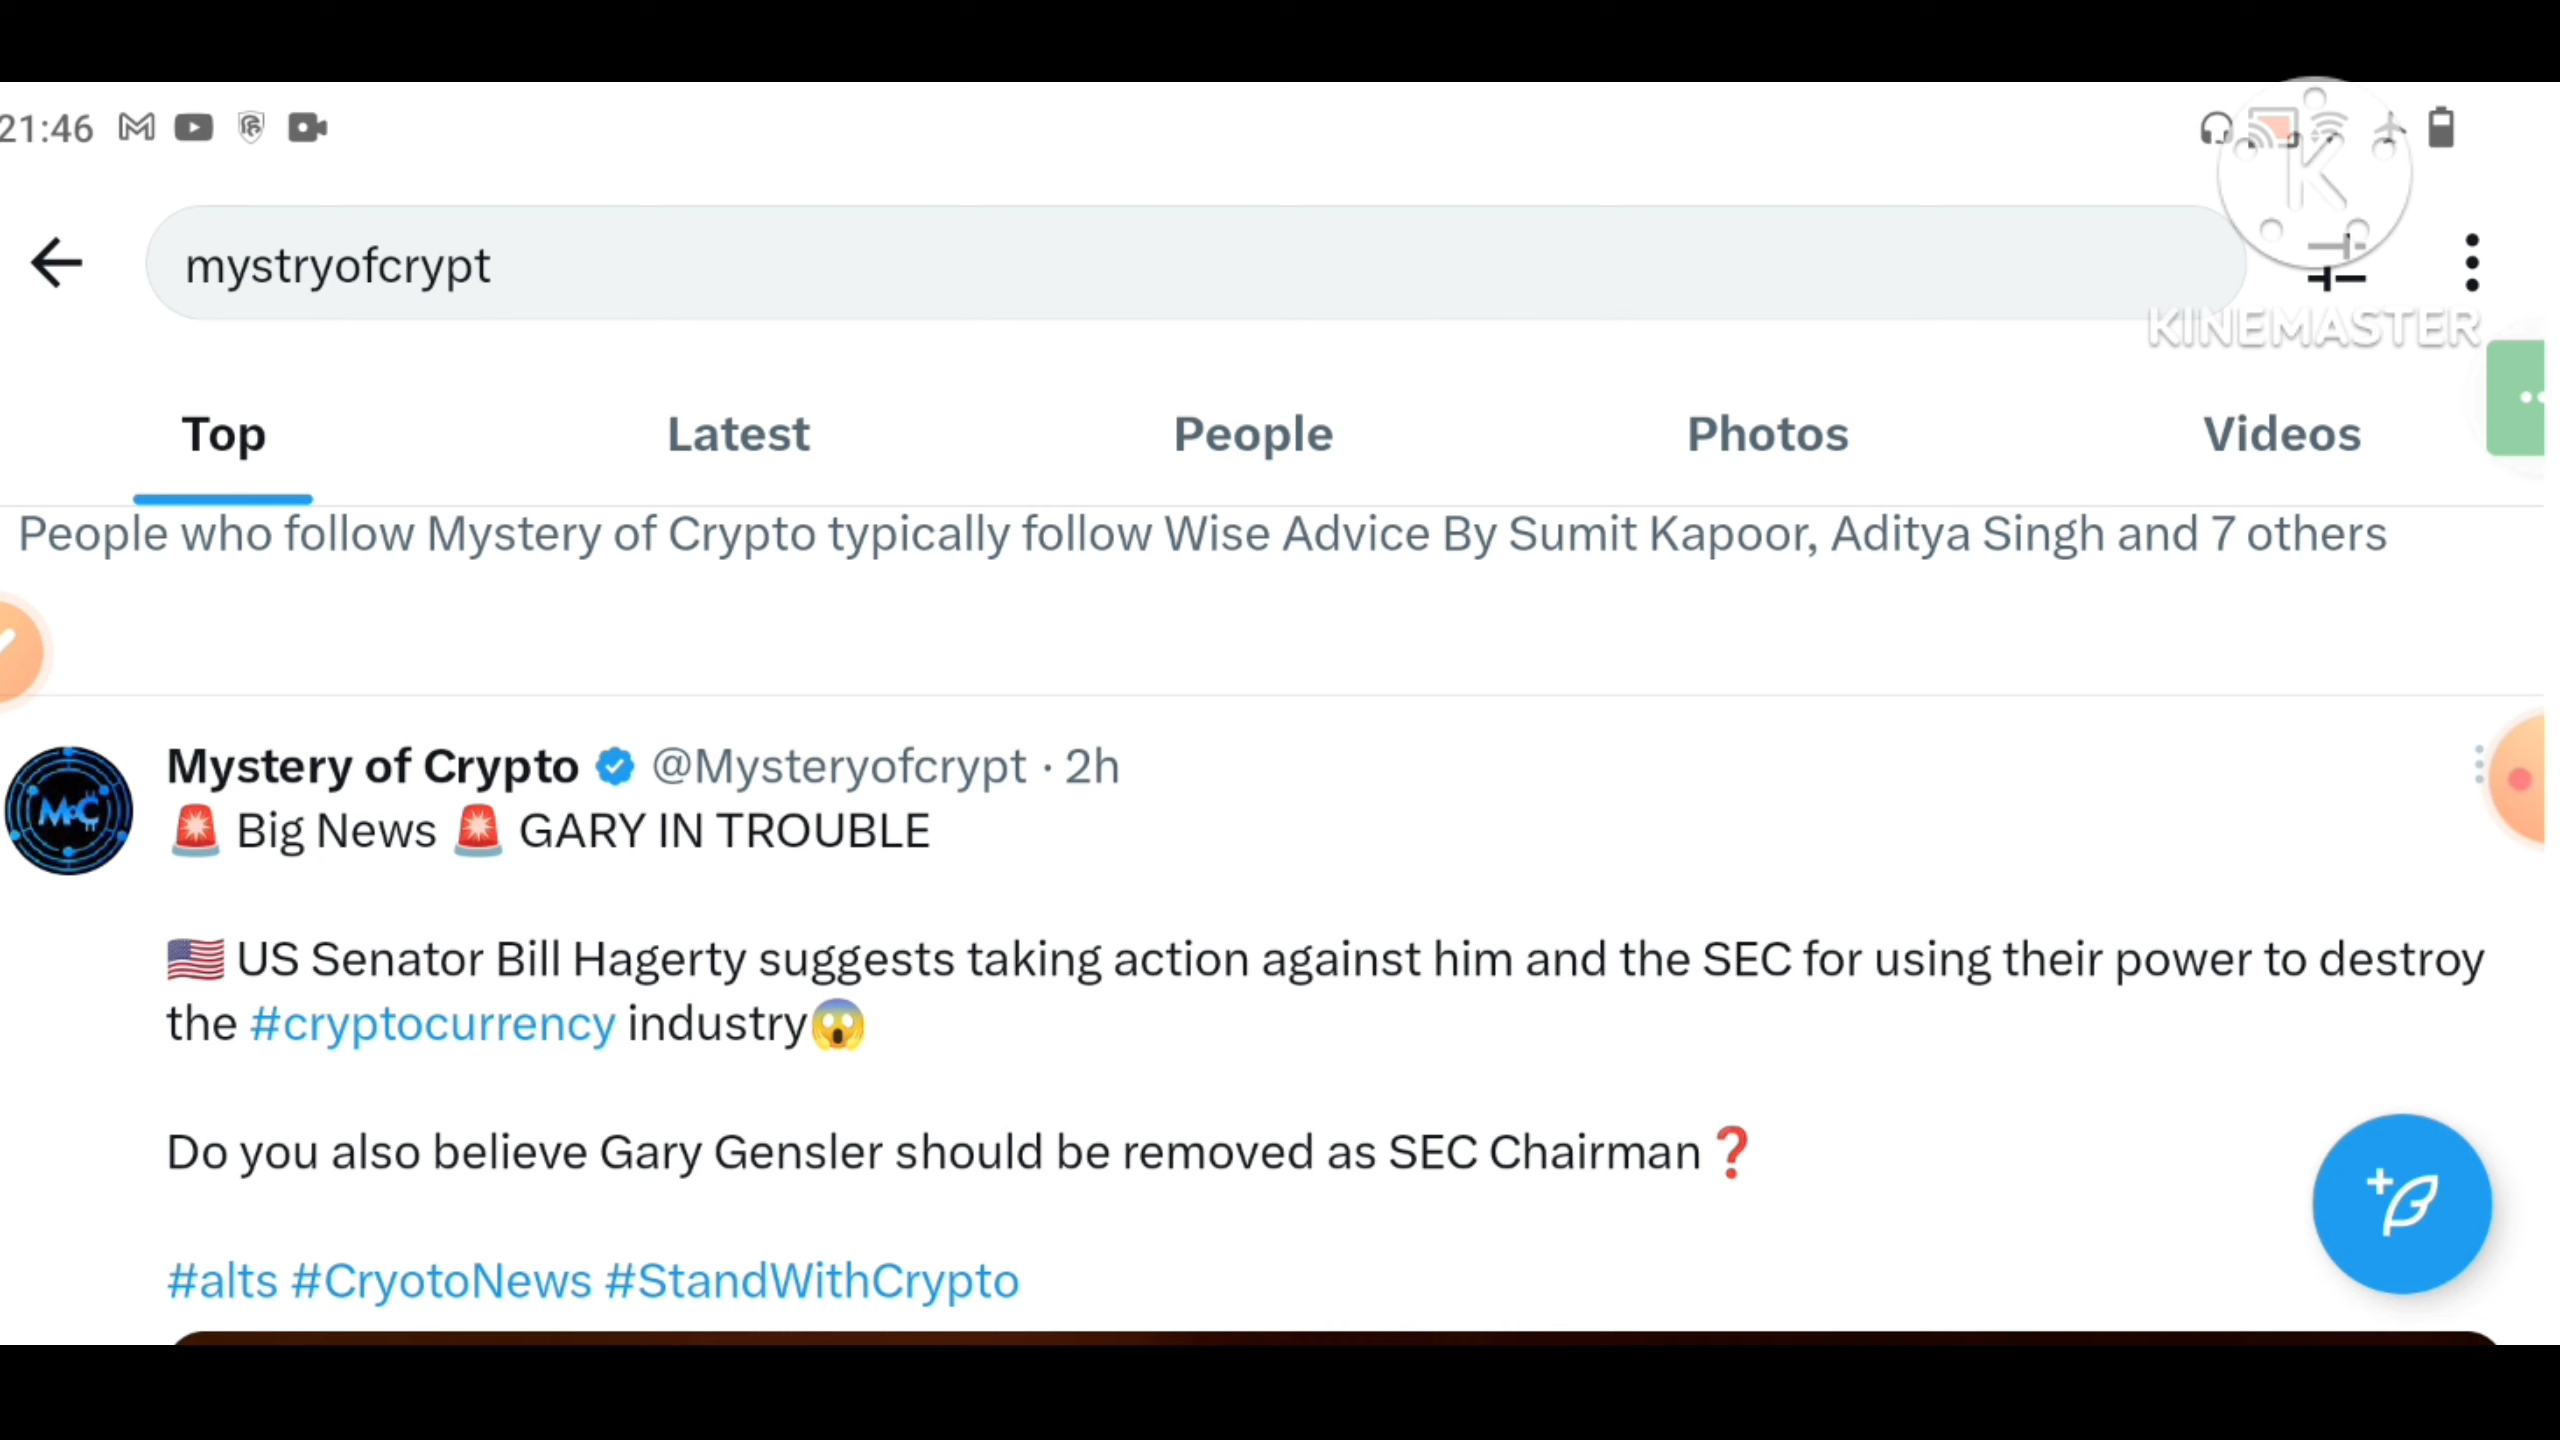 21:46
mystryofcrypt
KINEMASTER
Top Latest People Photos Videos
People who follow Mystery of Crypto typically follow Wise Advice By Sumit Kapoor, Aditya Singh and 7 others
Mystery of Crypto @Mysteryofcrypt · 2h
🚨 Big News 🚨 GARY IN TROUBLE
🇺🇸 US Senator Bill Hagerty suggests taking action against him and the SEC for using their power to destroy
the #cryptocurrency industry😱
Do you also believe Gary Gensler should be removed as SEC Chairman❓
#alts #CryotoNews #StandWithCrypto